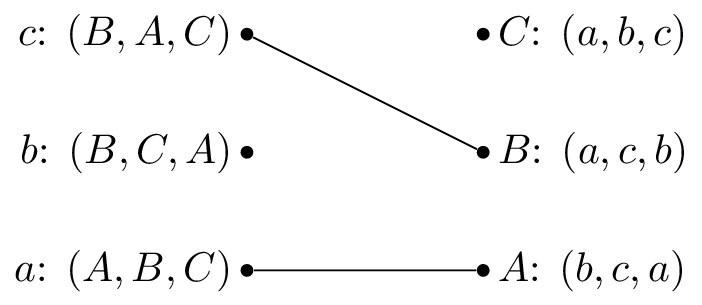 c: (B, A, C) C: (a, b, c)
b: (B, C, A) B: (a, c, b)
a: (A, B, C) A: (b, c, a)